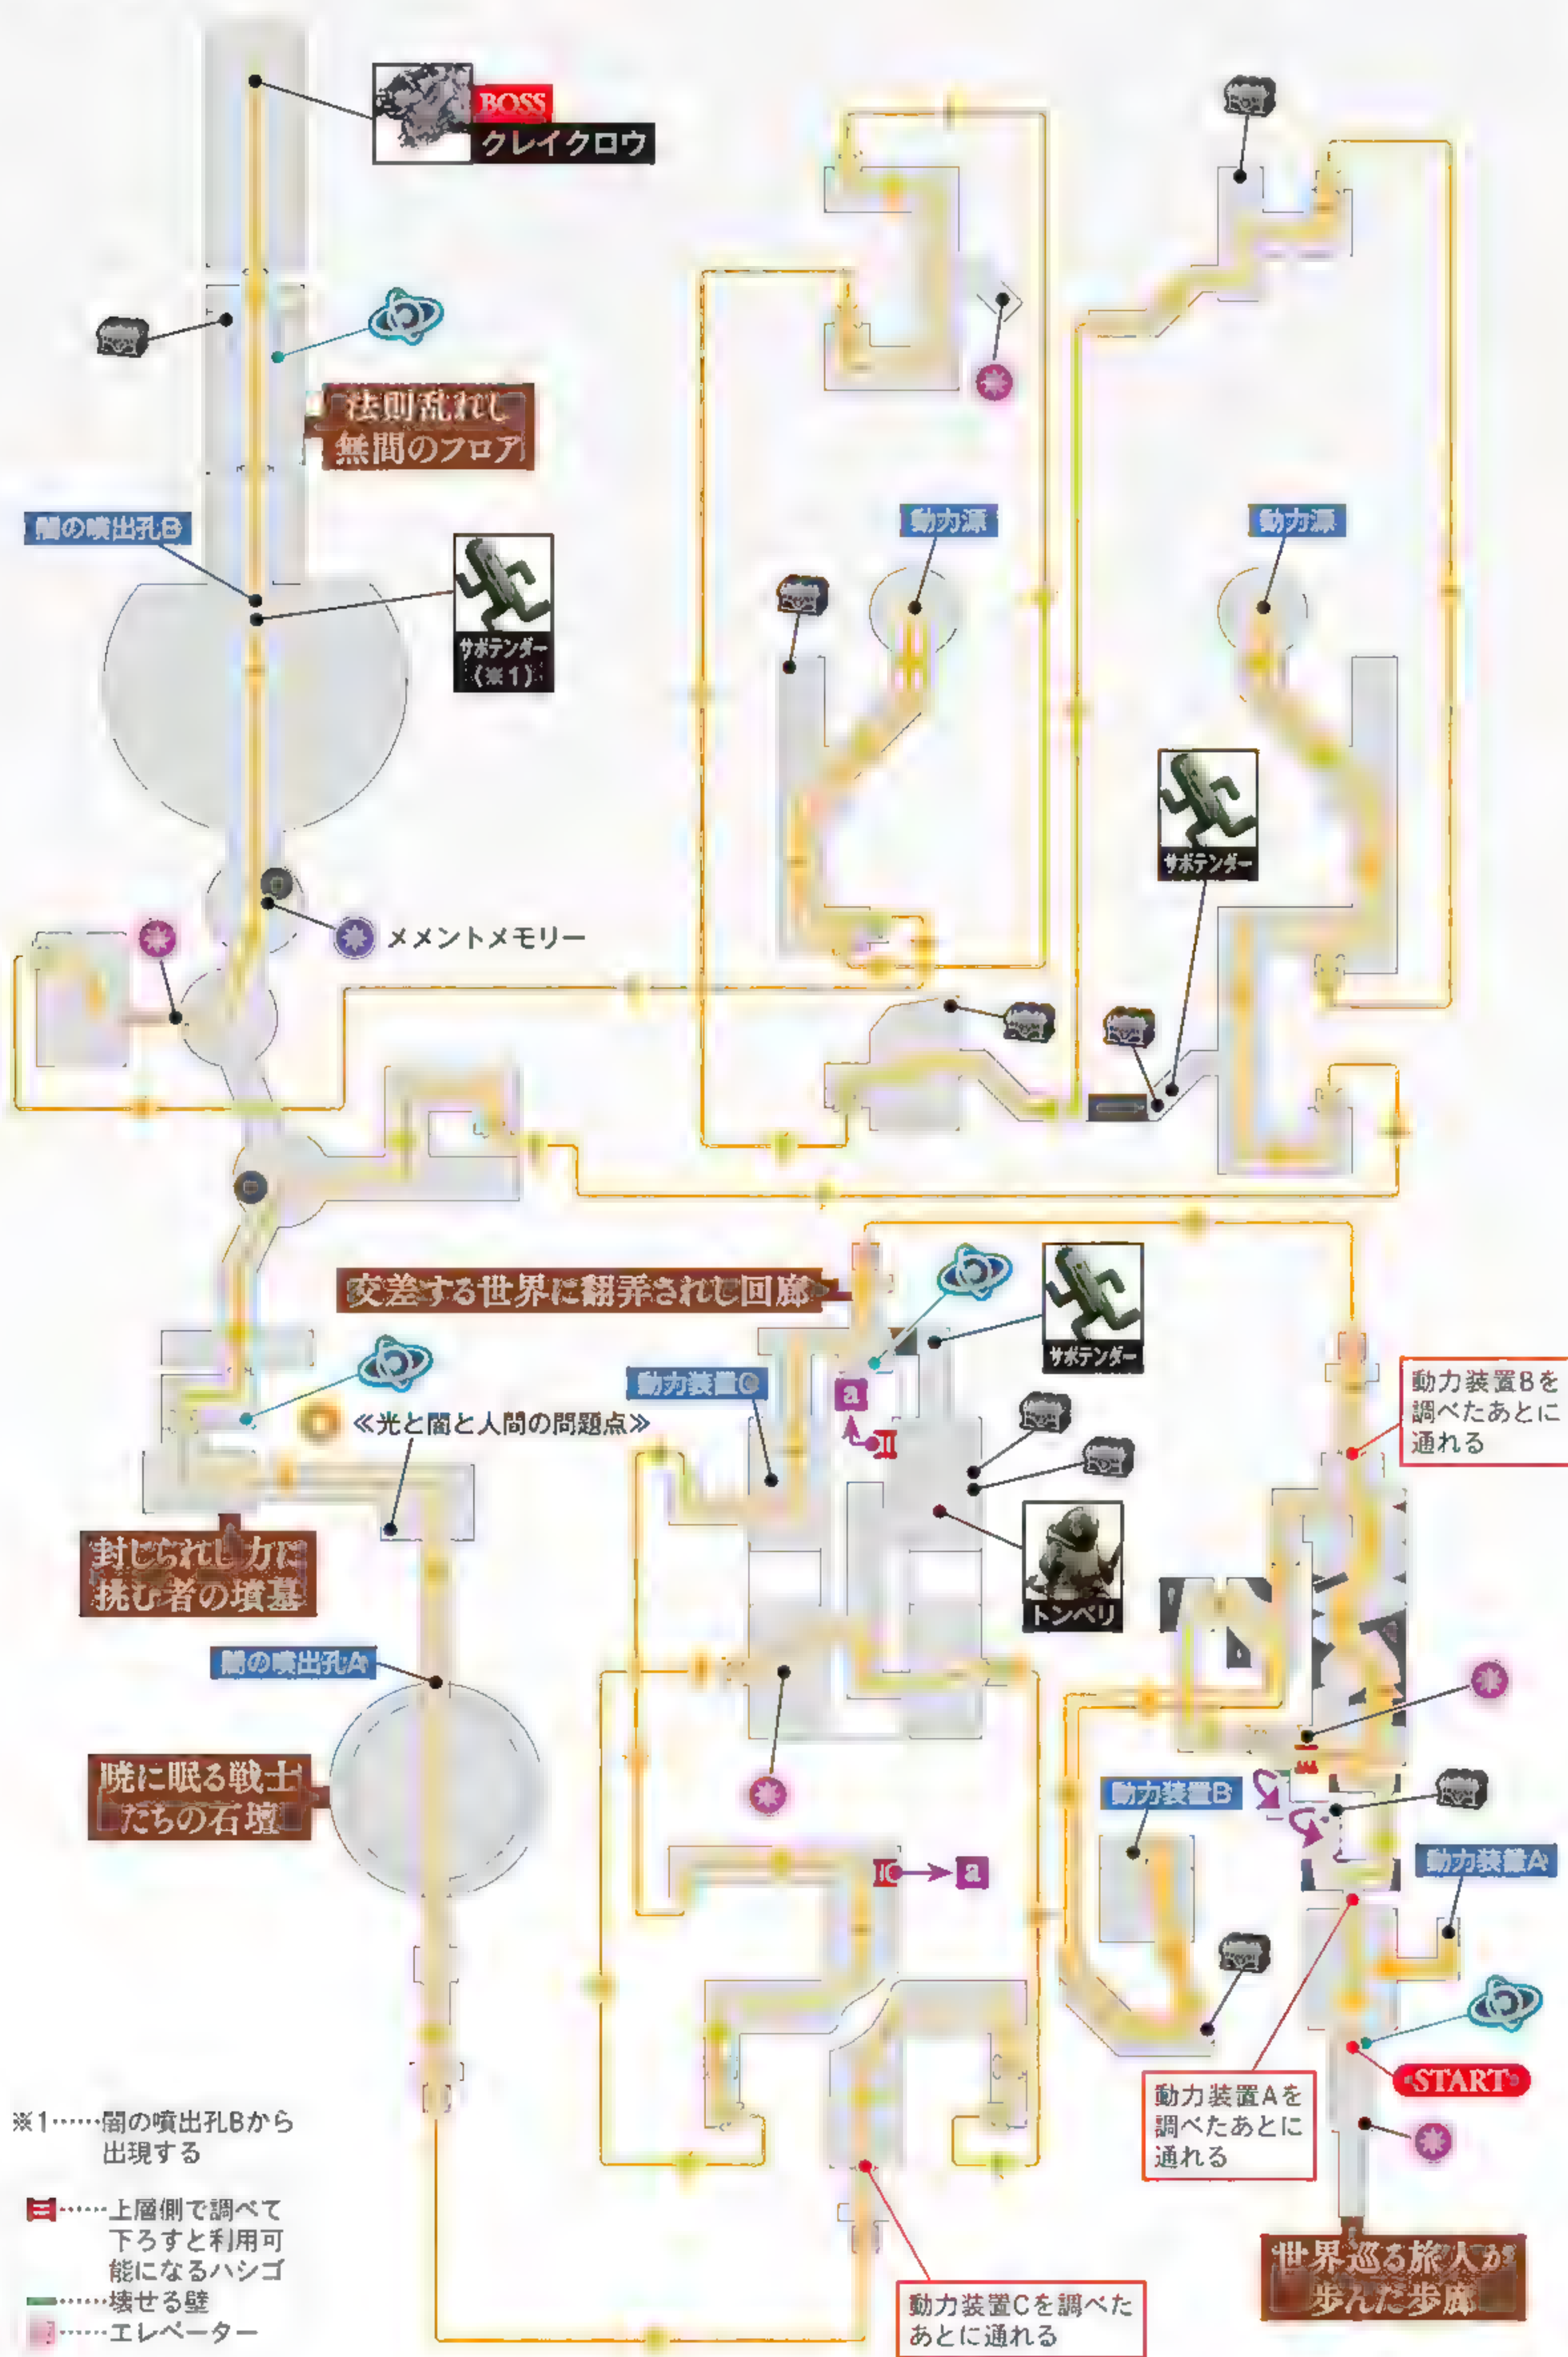 BOSS
クレイクロウ
法則乱れし
無間のフロア
闇の噴出孔B
サボテンダー
(※1)
動力源
動力源
サボテンダー
メメントメモリー
交差する世界に翻弄されし回廊
サボテンダー
動力装置C
a
動力装置Bを
調べたあとに
通れる
≪光と闇と人間の問題点≫
封じられし力に
挑む者の墳墓
トンベリ
闇の噴出孔A
暁に眠る戦士
たちの石壇
動力装置B
a
動力装置A
START
動力装置Aを
調べたあとに
通れる
世界巡る旅人が
歩んだ歩廊
動力装置Cを調べた
あとに通れる
※1……闇の噴出孔Bから
出現する
……上層側で調べて
下ろすと利用可
能になるハシゴ
……壊せる壁
……エレベーター